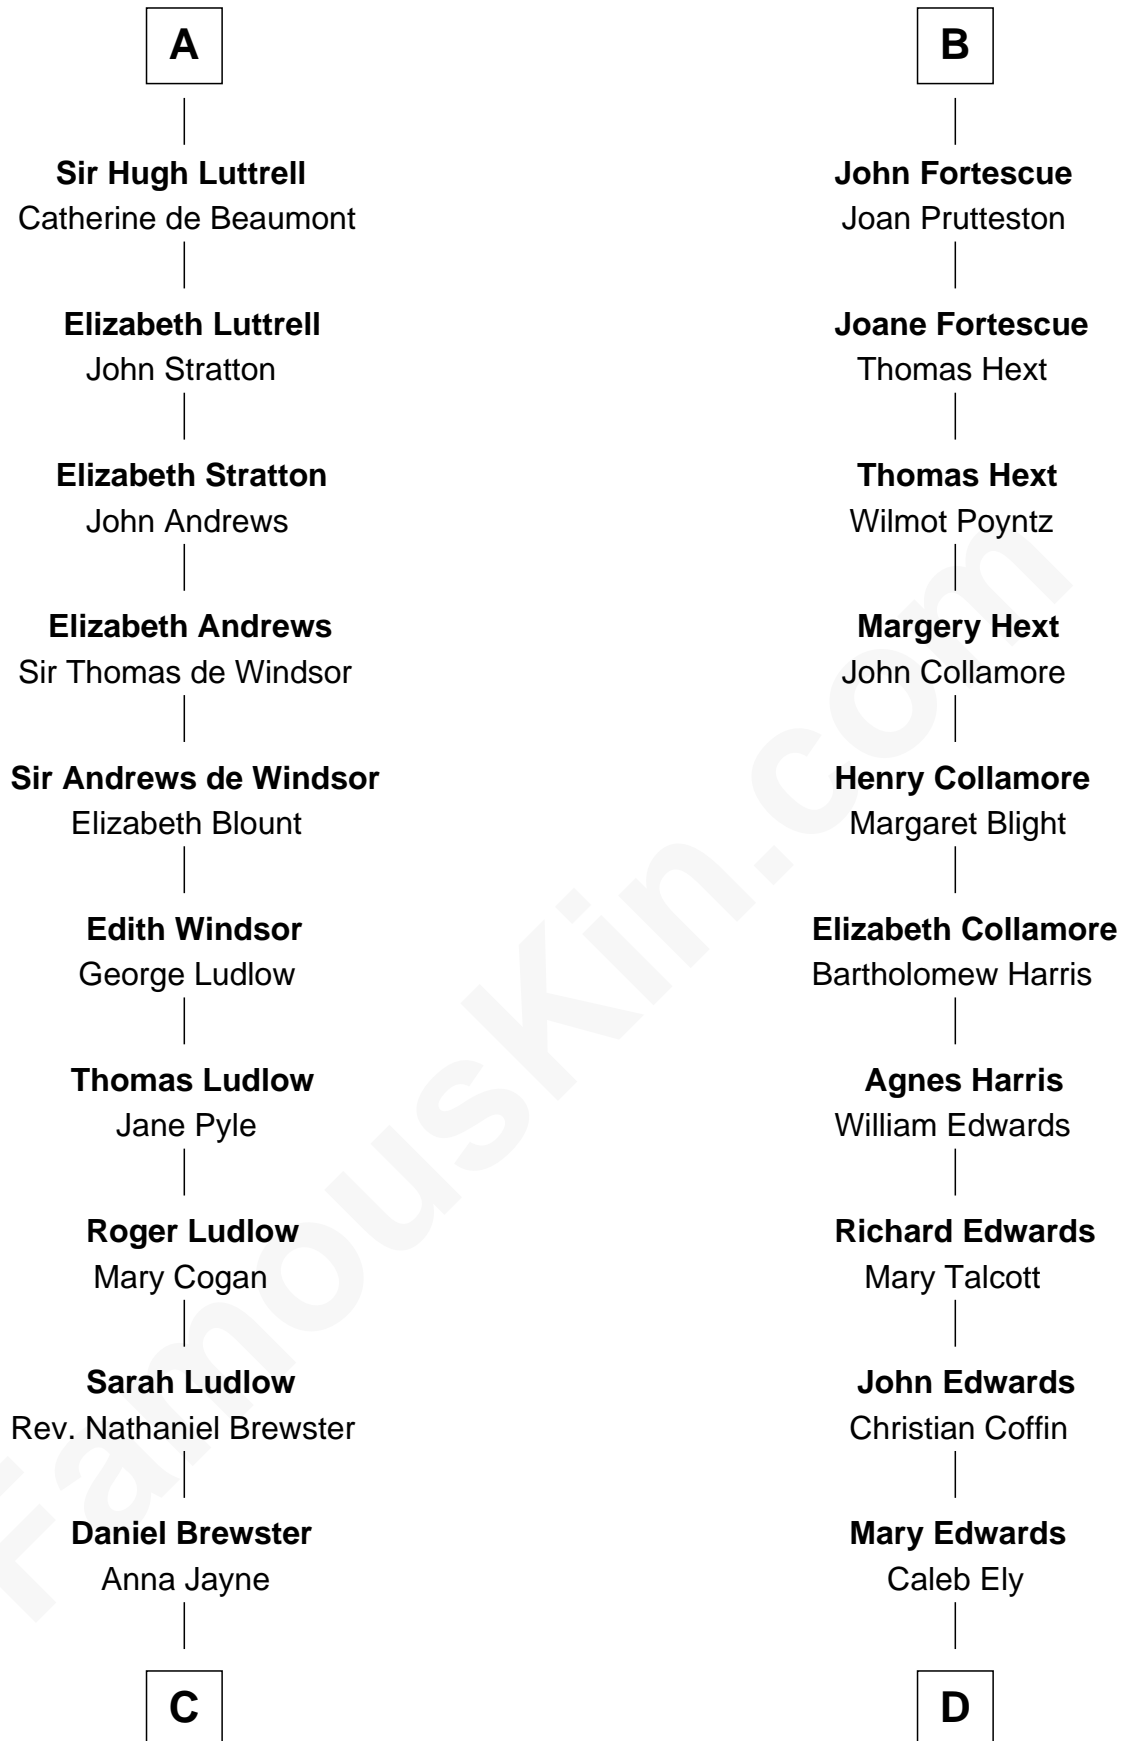 A
Sir Hugh Luttrell
Catherine de Beaumont
Elizabeth Luttrell
John Stratton
Elizabeth Stratton
John Andrews
Elizabeth Andrews
Sir Thomas de Windsor
Sir Andrews de Windsor
Elizabeth Blount
Edith Windsor
George Ludlow
Thomas Ludlow
Jane Pyle
Roger Ludlow
Mary Cogan
Sarah Ludlow
Rev. Nathaniel Brewster
Daniel Brewster
Anna Jayne
C
B
John Fortescue
Joan Prutteston
Joane Fortescue
Thomas Hext
Thomas Hext
Wilmot Poyntz
Margery Hext
John Collamore
Henry Collamore
Margaret Blight
Elizabeth Collamore
Bartholomew Harris
Agnes Harris
William Edwards
Richard Edwards
Mary Talcott
John Edwards
Christian Coffin
Mary Edwards
Caleb Ely
D
FamousKin.com